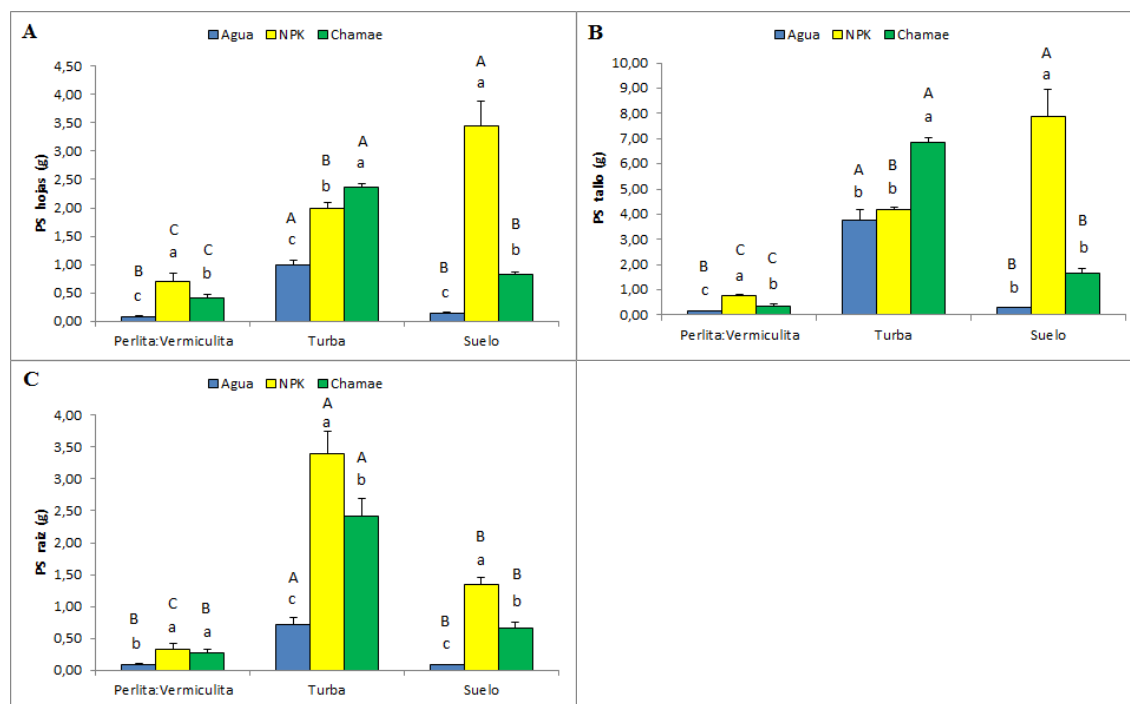 A
Agua NPK Chamae
PS hojas (g)
4,50
4,00
3,50
3,00
2,50
2,00
1,50
1,00
0,50
0,00
B C C
c a b
A B A
c b a
B A B
c a b
Perlita:Vermiculita Turba Suelo
B
Agua NPK Chamae
PS tallo (g)
10,00
9,00
8,00
7,00
6,00
5,00
4,00
3,00
2,00
1,00
0,00
B C C
c a b
A B A
b b a
B A B
b a b
Perlita:Vermiculita Turba Suelo
C
Agua NPK Chamae
PS raiz (g)
4,00
3,50
3,00
2,50
2,00
1,50
1,00
0,50
0,00
B C B
b a a
A A A
c a b
B B B
c a b
Perlita:Vermiculita Turba Suelo